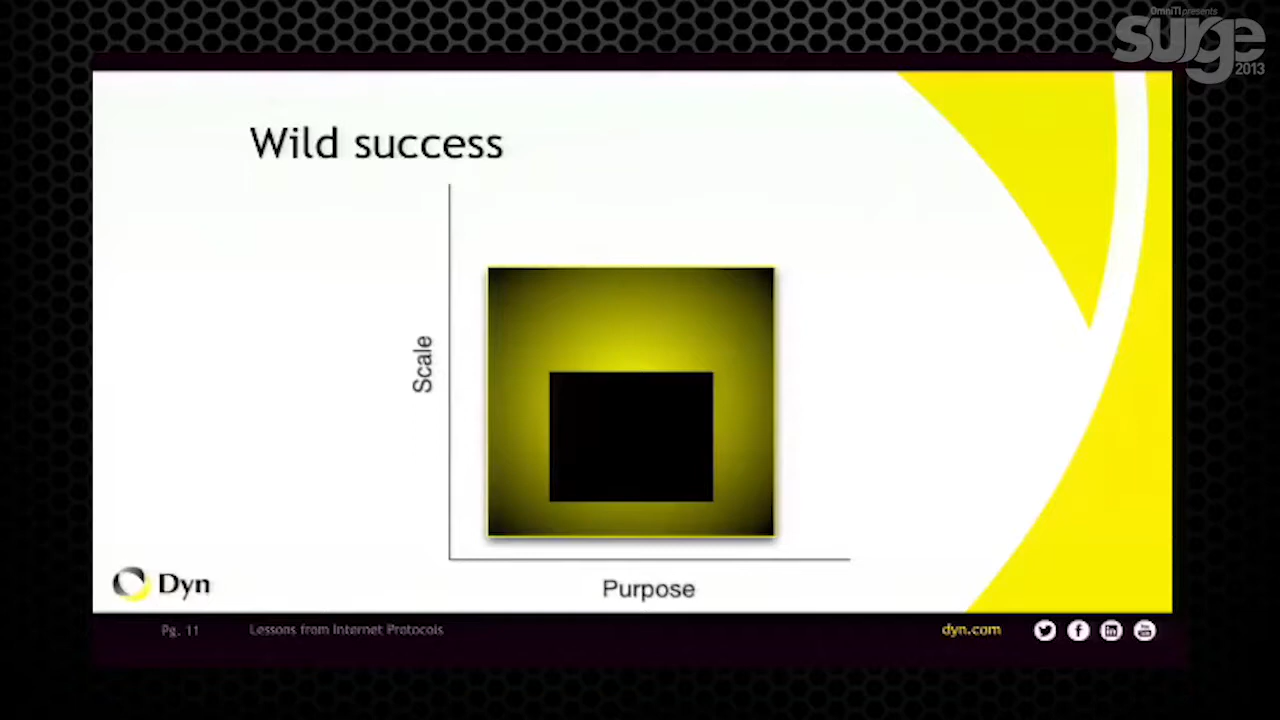 OmniTI presents
surge
2013
Wild success
Scale
Purpose
Dyn
Pg. 11
Lessons from Internet Protocols
dyn.com